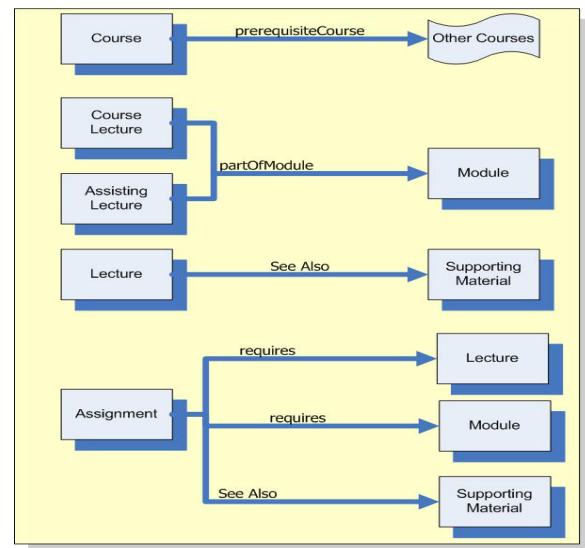 Course
prerequisiteCourse
Other Courses
Course
Lecture
partOfModule
Module
Assisting
Lecture
Lecture
See Also
Supporting
Material
requires
Lecture
Assignment
requires
Module
See Also
Supporting
Material